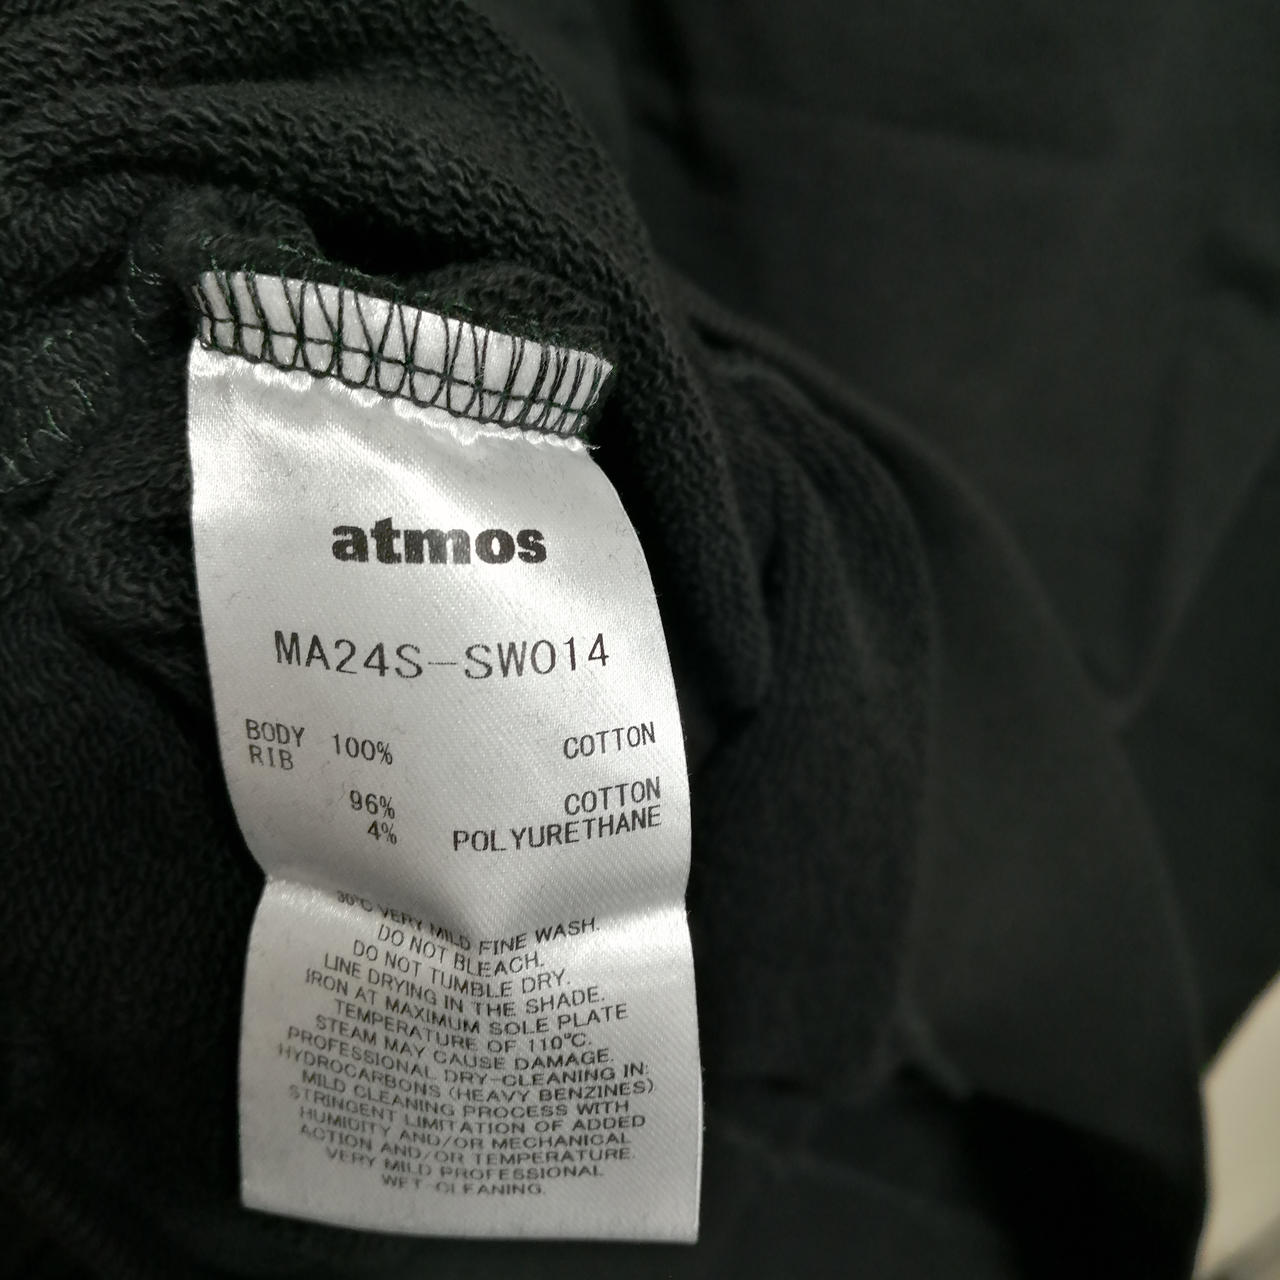 atmos
MA24S-SW014
BODY 100% COTTON
RIB
96% COTTON
4% POLYURETHANE
30℃ VERY MILD FINE WASH.
DO NOT BLEACH.
DO NOT TUMBLE DRY.
LINE DRYING IN THE SHADE.
IRON AT MAXIMUM SOLE PLATE
TEMPERATURE OF 110℃.
STEAM MAY CAUSE DAMAGE.
PROFESSIONAL DRY-CLEANING IN:
HYDROCARBONS (HEAVY BENZINES)
MILD CLEANING PROCESS WITH
STRINGENT LIMITATION OF ADDED
HUMIDITY AND/OR MECHANICAL
ACTION AND/OR TEMPERATURE.
VERY MILD PROFESSIONAL
WET-CLEANING.